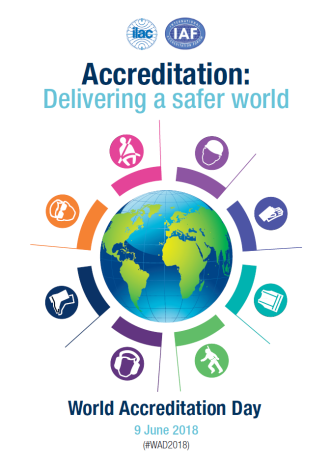 ilac
IAF
Accreditation:
Delivering a safer world
World Accreditation Day
9 June 2018
(#WAD2018)